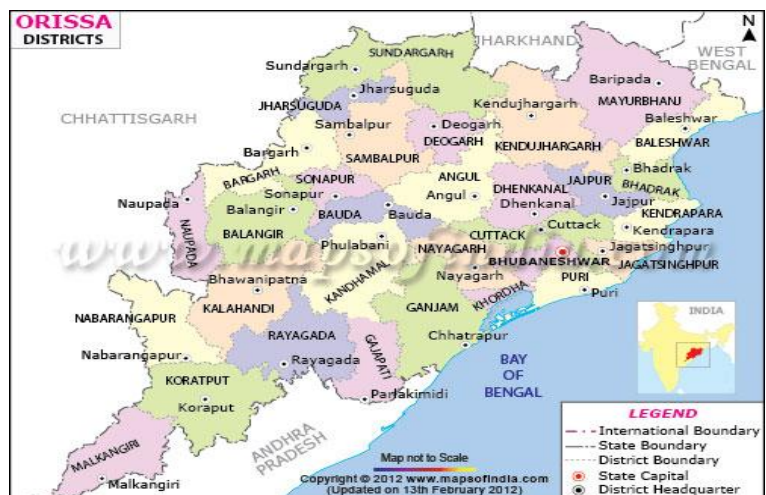 ORISSA
DISTRICTS
JHARKHAND
N
WEST
BENGAL
SUNDARGARH
Sundargarh
Baripada
MAYURBHANJ
Jharsuguda
JHARSUGUDA
Kendujhargarh
CHHATTISGARH
Sambalpur
Deogarh
DEOGARH
Baleshwar
BALESHWAR
KENDUJHARGARH
Bargarh
SAMBALPUR
BARGARH
SONAPUR
ANGUL
Bhadrak
BHADRAK
JAJPUR
DHENKANAL
Naupada
Sonapur
Angul
Jajpur
Balangir
Dhenkanal
KENDRAPARA
BAUDA
Bauda
Cuttack
Kendrapara
NAUPADA
BALANGIR
CUTTACK
Phulabani
NAYAGARH
Jagatsinghpur
www.mapsofindia.com
BHUBANESHWAR
JAGATSINGHPUR
Nayagarh
PURI
Bhawanipatna
KANDHAMAL
KHORDHA
Puri
KALAHANDI
GANJAM
NABARANGAPUR
RAYAGADA
INDIA
GAJAPATI
Chhatrapur
Nabarangapur
Rayagada
BAY
OF
BENGAL
KORATPUT
Koraput
Parlakimidi
LEGEND
International Boundary
State Boundary
District Boundary
State Capital
District Headquarter
ANDHRA
PRADESH
MALKANGIRI
Malkangiri
Map not to Scale
Copyright © 2012 www.mapsofindia.com
(Updated on 13th February 2012)